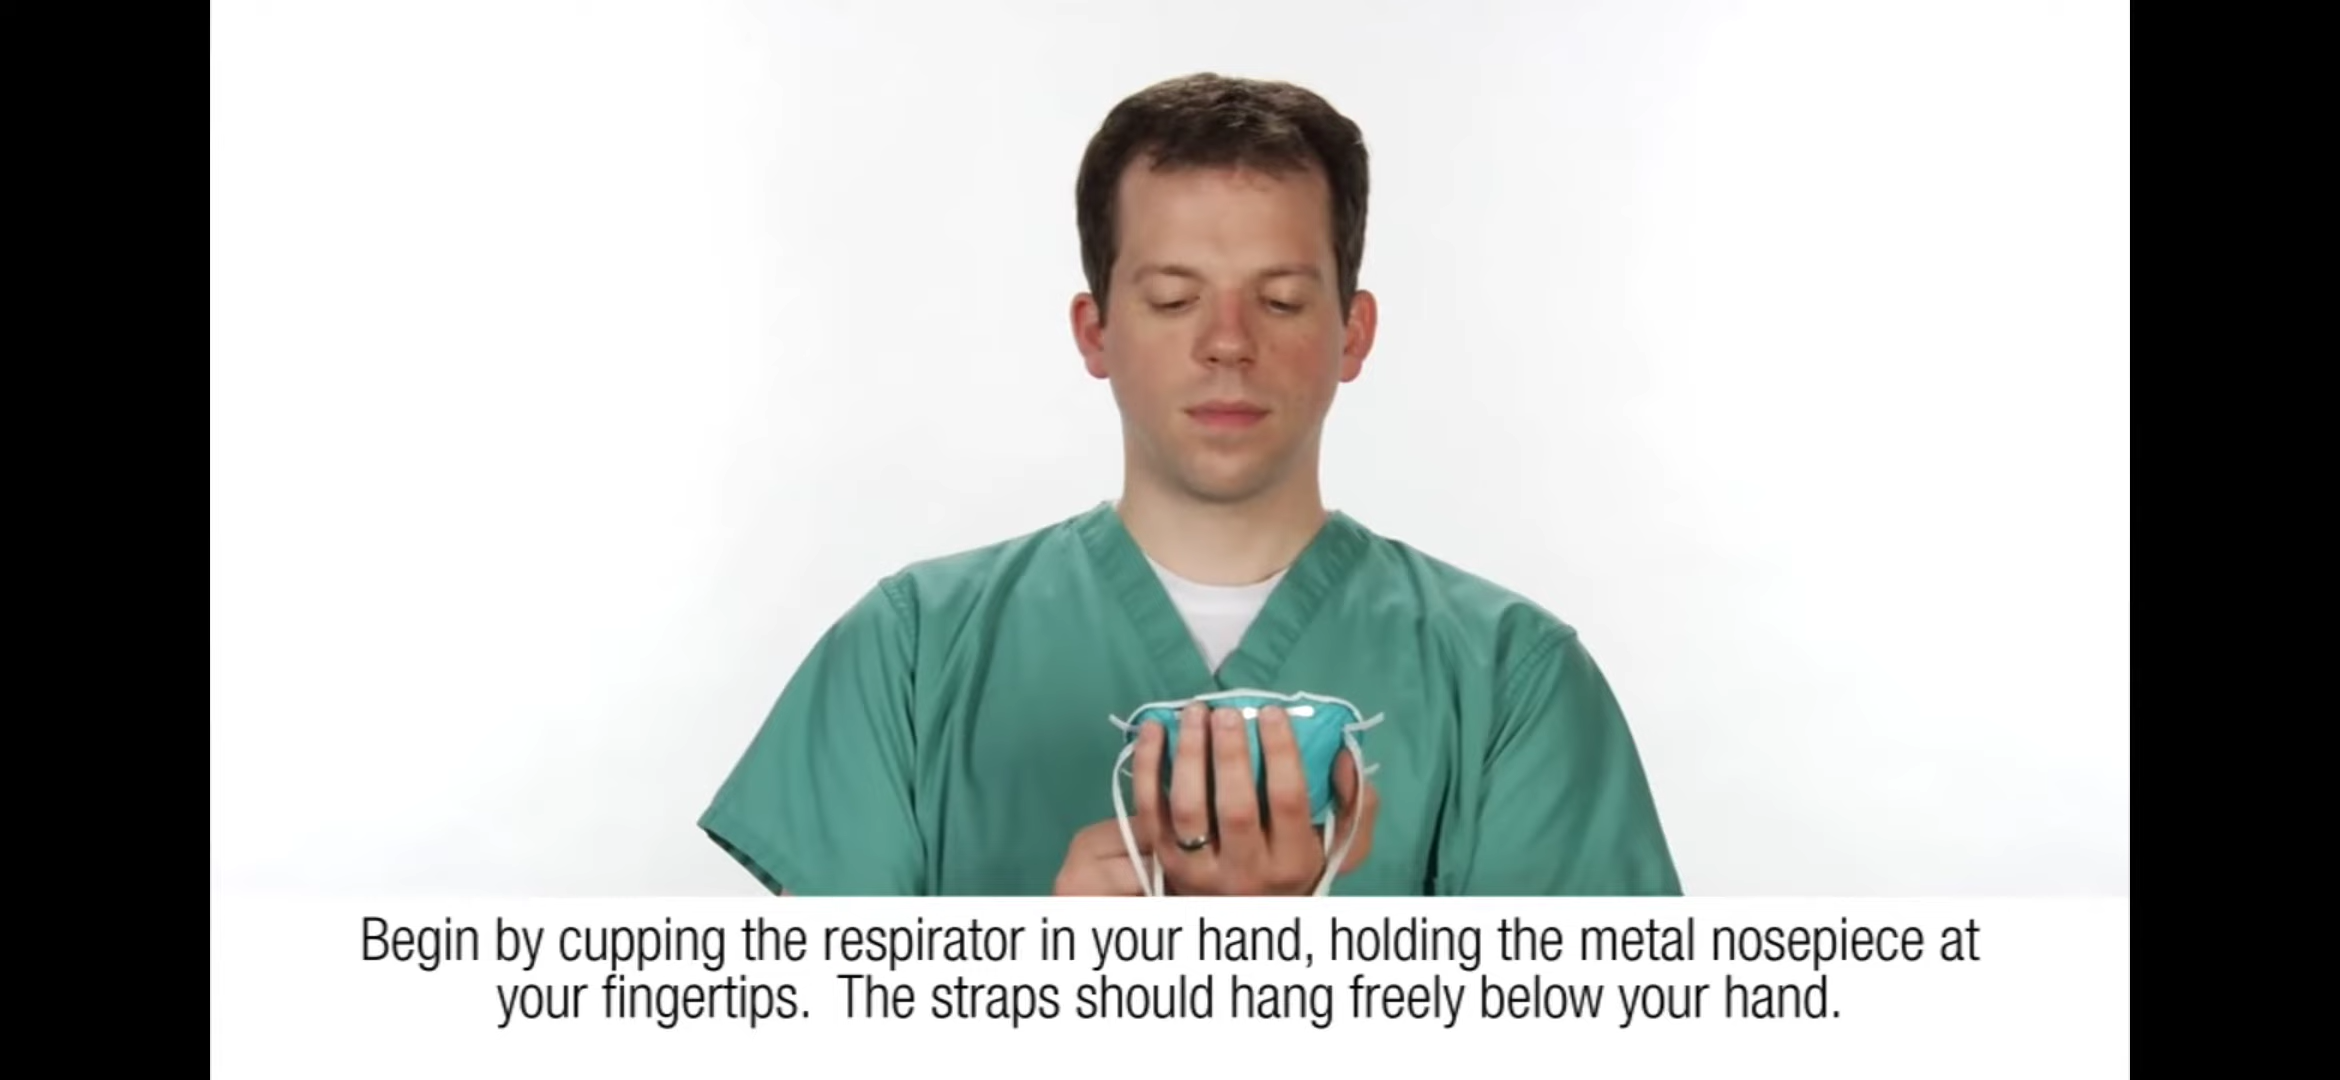 Begin by cupping the respirator in your hand, holding the metal nosepiece at
your fingertips.  The straps should hang freely below your hand.